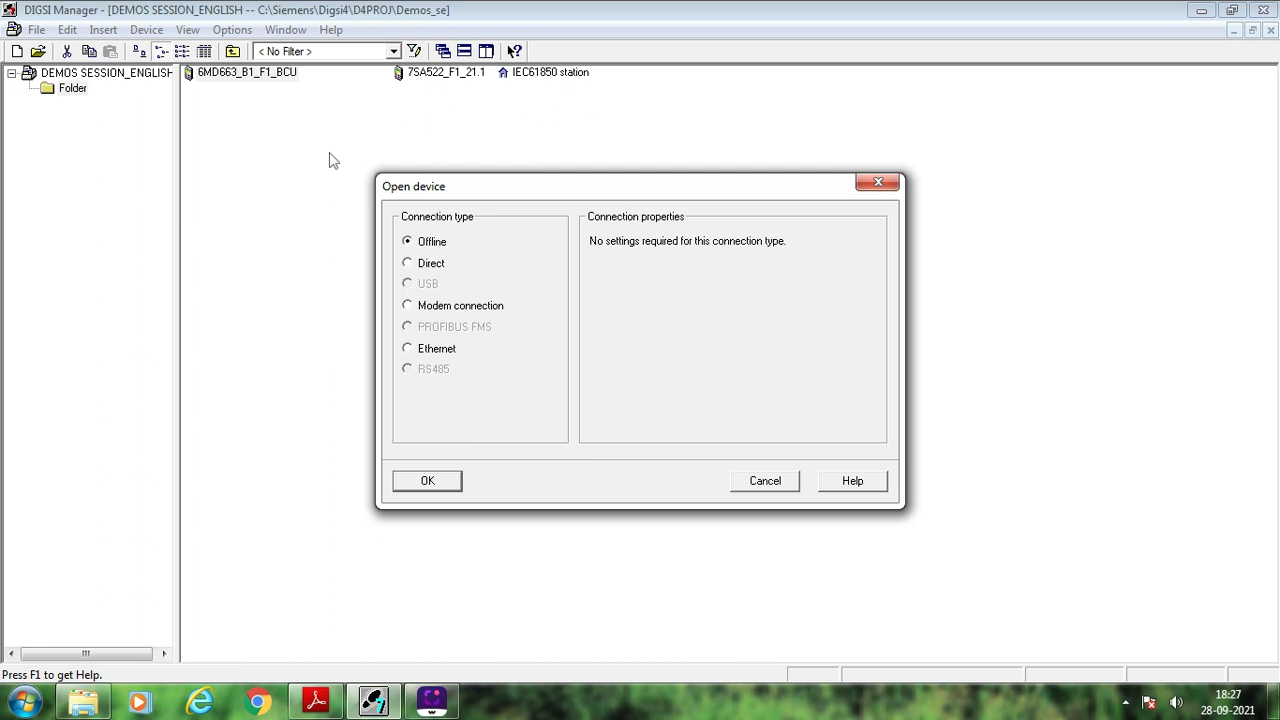 DIGSI Manager - [DEMOS SESSION_ENGLISH -- C:\Siemens\Digsi4\D4PROJ\Demos_se]
File Edit Insert Device View Options Window Help
< No Filter >
DEMOS SESSION_ENGLISH
Folder
6MD663_B1_F1_BCU 7SA522_F1_21.1 IEC61850 station
Open device
Connection type
Offline
Direct
USB
Modem connection
PROFIBUS FMS
Ethernet
RS485
Connection properties
No settings required for this connection type.
OK Cancel Help
Press F1 to get Help.
18:27
28-09-2021